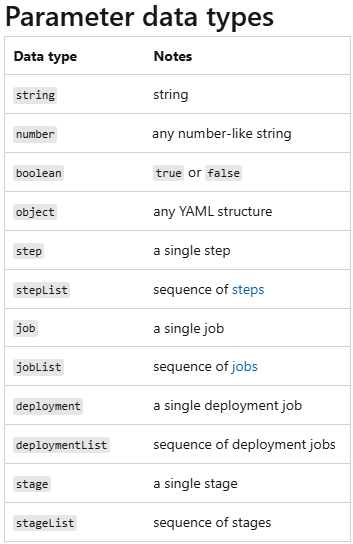 Parameter data types
Data type Notes
string string
number any number-like string
boolean true or false
object any YAML structure
step a single step
stepList sequence of steps
job a single job
jobList sequence of jobs
deployment a single deployment job
deploymentList sequence of deployment jobs
stage a single stage
stageList sequence of stages